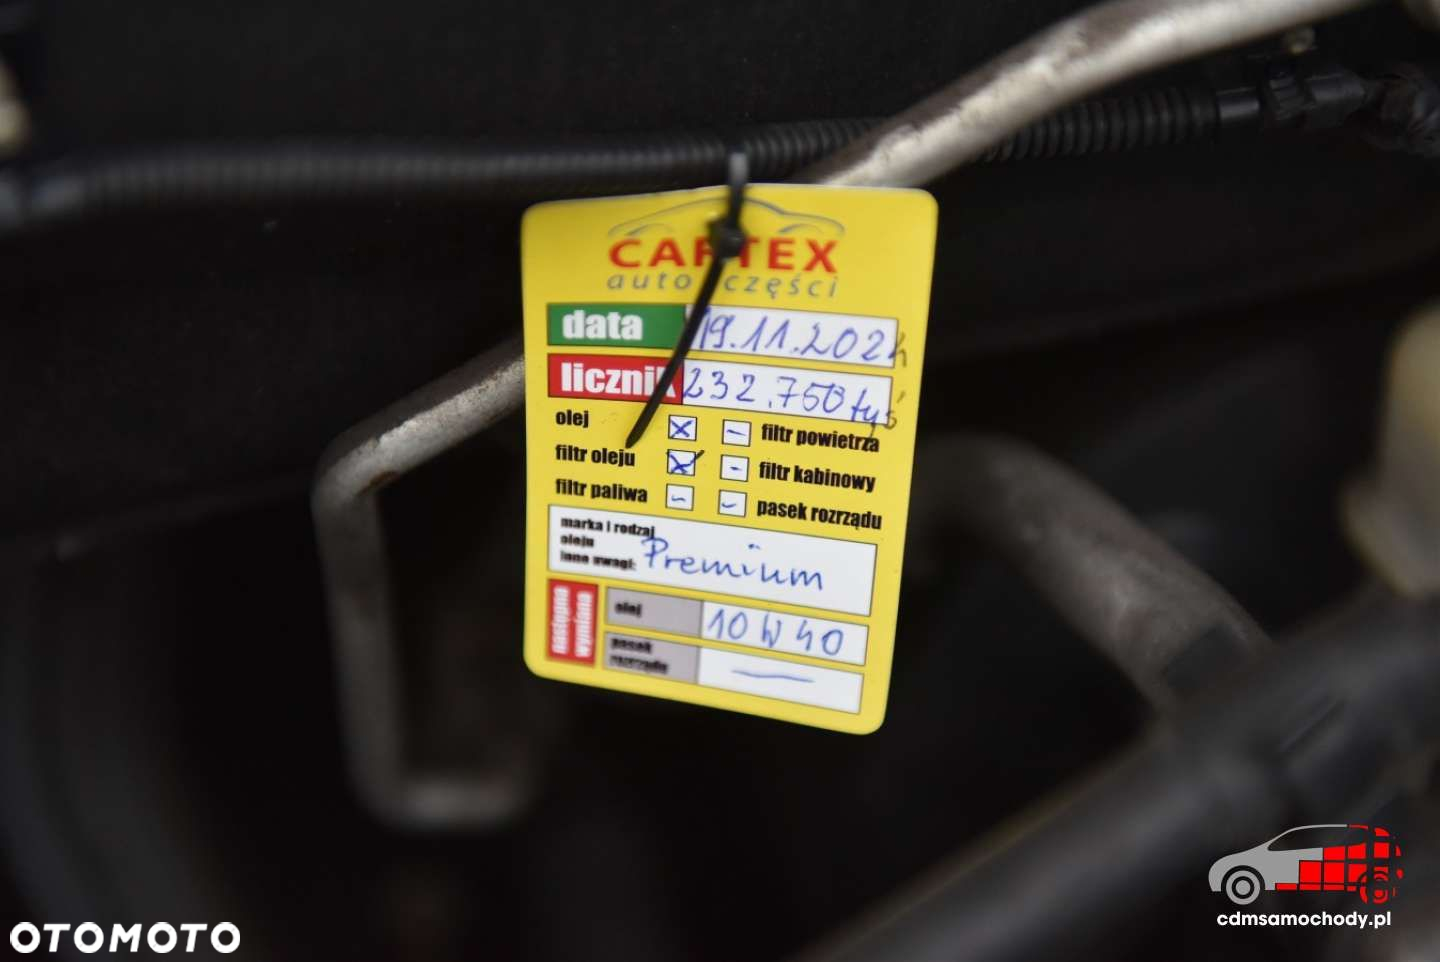 CARTEX
auto części
data 19.11.2024
licznik 232.750 tyś
olej
filtr powietrza
filtr oleju
filtr kabinowy
filtr paliwa
pasek rozrządu
marka i rodzaj
oleju
inne uwagi: Premium
następna
wymiana
olej 10W40
pasek
rozrządu
cdmsamochody.pl
OTOMOTO